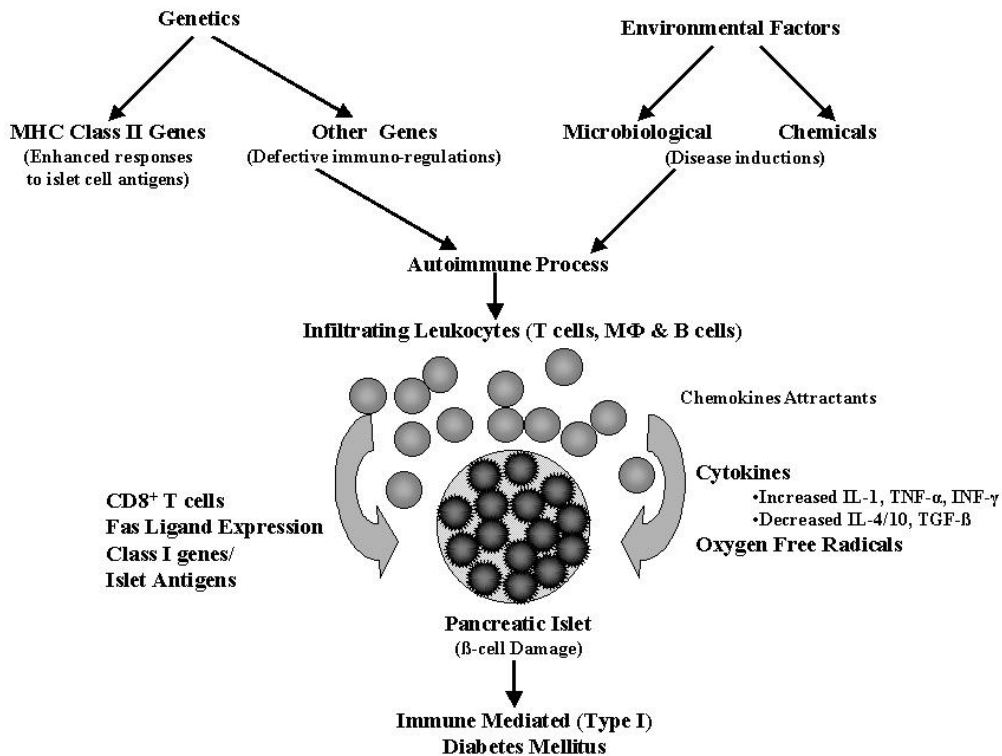 Genetics
Environmental Factors
MHC Class II Genes
(Enhanced responses
to islet cell antigens)
Other Genes
(Defective immuno-regulations)
Microbiological
Chemicals
(Disease inductions)
Autoimmune Process
Infiltrating Leukocytes (T cells, MΦ & B cells)
Chemokines Attractants
CD8⁺ T cells
Fas Ligand Expression
Class I genes/
Islet Antigens
Cytokines
•Increased IL-1, TNF-α, INF-γ
•Decreased IL-4/10, TGF-ß
Oxygen Free Radicals
Pancreatic Islet
(ß-cell Damage)
Immune Mediated (Type I)
Diabetes Mellitus